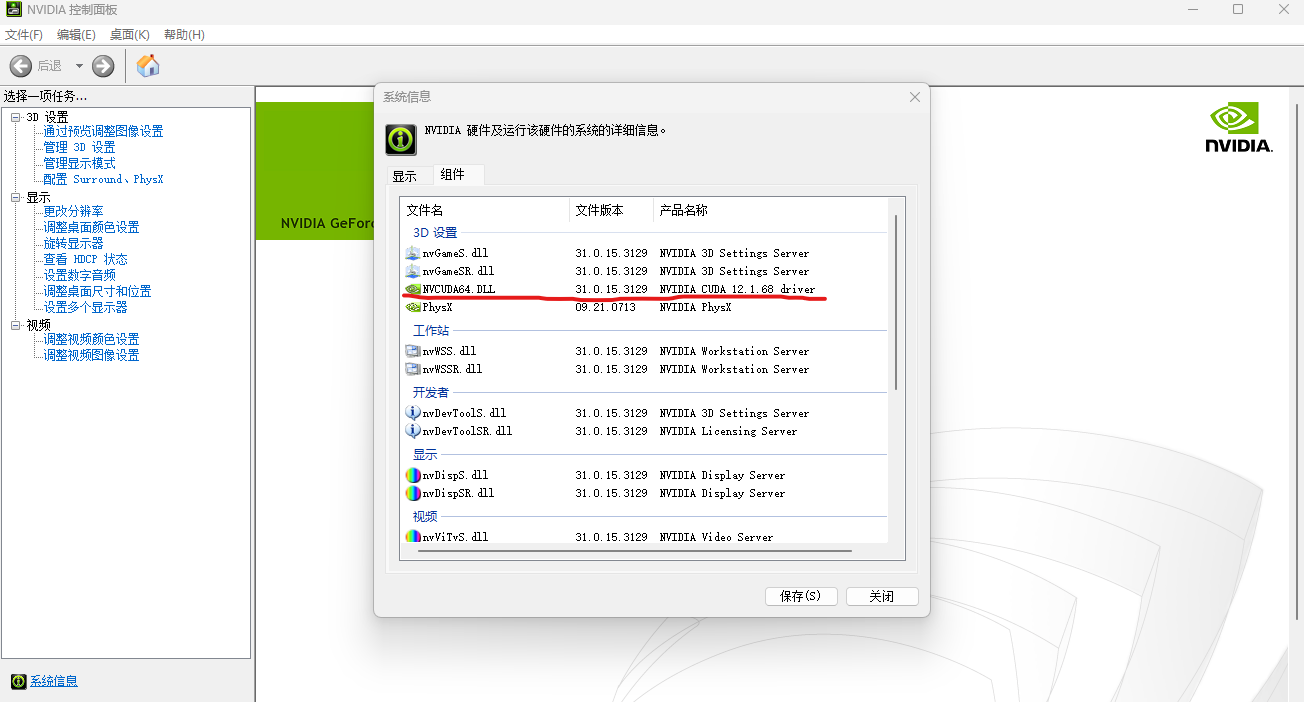 NVIDIA 控制面板
文件(F) 编辑(E) 桌面(K) 帮助(H)
后退
选择一项任务...
3D 设置
通过预览调整图像设置
管理 3D 设置
管理显示模式
配置 Surround、PhysX
显示
更改分辨率
调整桌面颜色设置
旋转显示器
查看 HDCP 状态
设置数字音频
调整桌面尺寸和位置
设置多个显示器
视频
调整视频颜色设置
调整视频图像设置
系统信息
NVIDIA GeForc
NVIDIA.
系统信息
NVIDIA 硬件及运行该硬件的系统的详细信息。
显示 组件
文件名 文件版本 产品名称
3D 设置
nvGameS.dll 31.0.15.3129 NVIDIA 3D Settings Server
nvGameSR.dll 31.0.15.3129 NVIDIA 3D Settings Server
NVCUDA64.DLL 31.0.15.3129 NVIDIA CUDA 12.1.68 driver
PhysX 09.21.0713 NVIDIA PhysX
工作站
nvWSS.dll 31.0.15.3129 NVIDIA Workstation Server
nvWSSR.dll 31.0.15.3129 NVIDIA Workstation Server
开发者
nvDevToolS.dll 31.0.15.3129 NVIDIA 3D Settings Server
nvDevToolSR.dll 31.0.15.3129 NVIDIA Licensing Server
显示
nvDispS.dll 31.0.15.3129 NVIDIA Display Server
nvDispSR.dll 31.0.15.3129 NVIDIA Display Server
视频
nvViTvS.dll 31.0.15.3129 NVIDIA Video Server
保存(S) 关闭